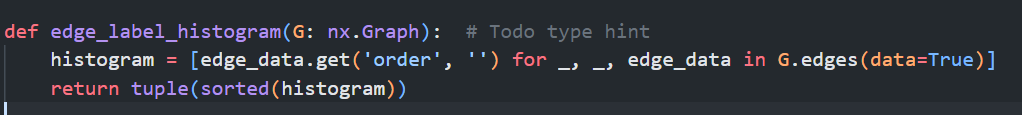 def edge_label_histogram(G: nx.Graph):  # Todo type hint
    histogram = [edge_data.get('order', '') for _, _, edge_data in G.edges(data=True)]
    return tuple(sorted(histogram))